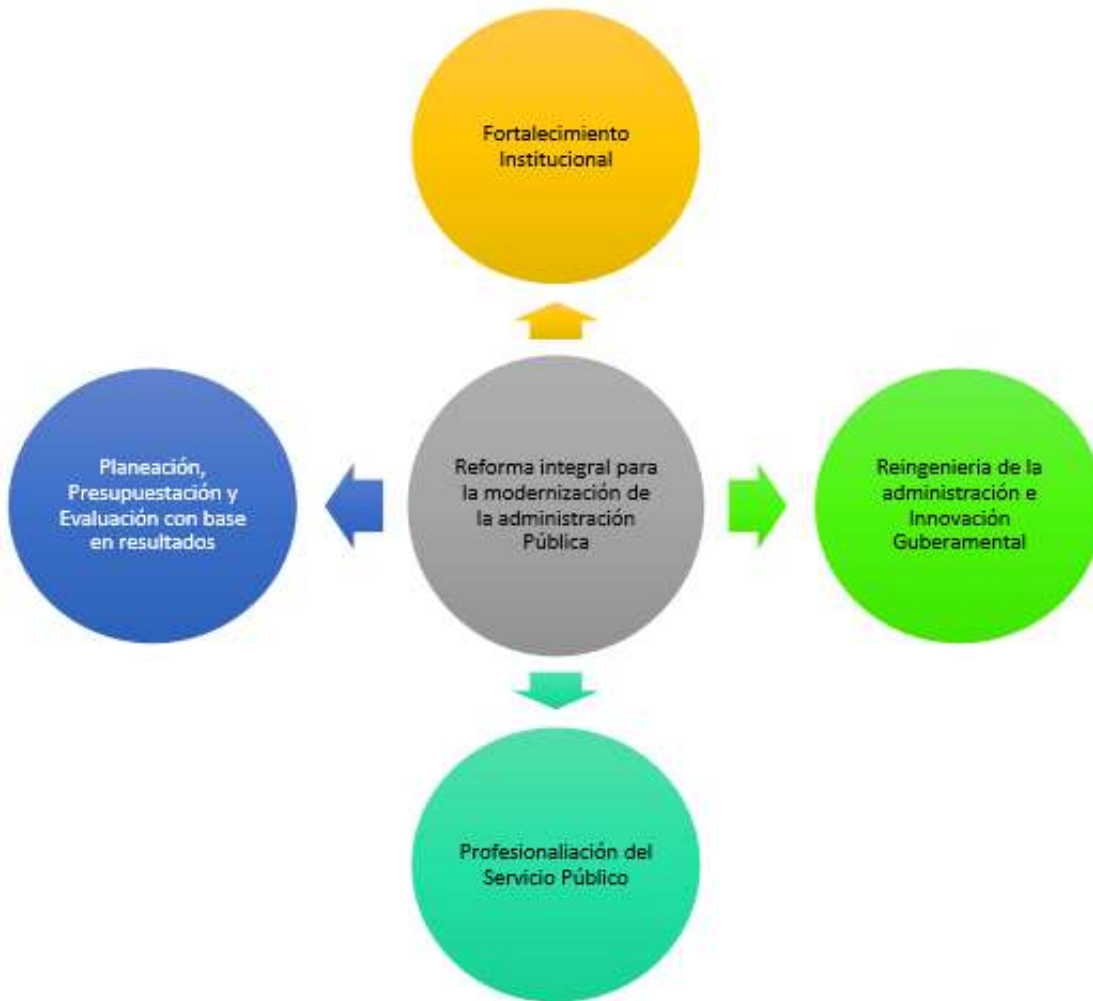 Fortalecimiento
Institucional
Planeación,
Presupuestación y
Evaluación con base
en resultados
Reforma integral para
la modernización de
la administración
Pública
Reingenieria de la
administración e
Innovación
Guberamental
Profesionaliación del
Servicio Público